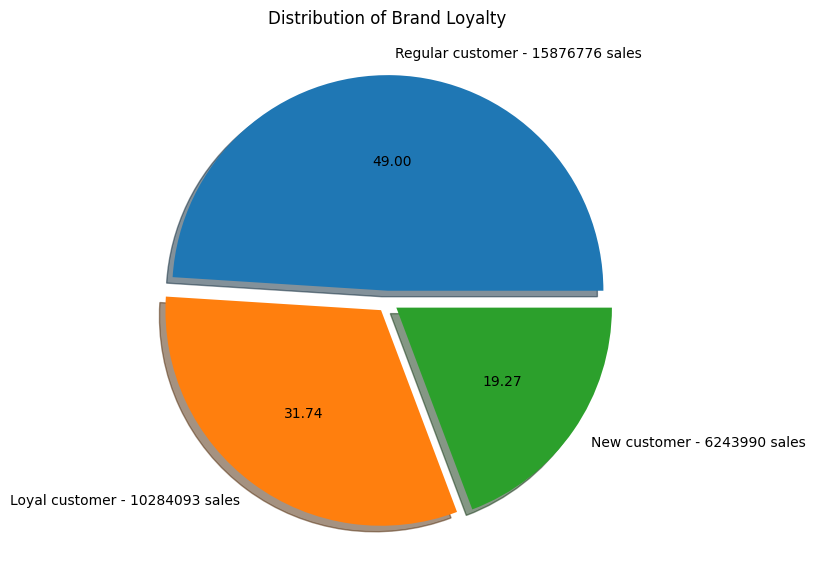 Distribution of Brand Loyalty
Regular customer - 15876776 sales
49.00
19.27
31.74
New customer - 6243990 sales
Loyal customer - 10284093 sales